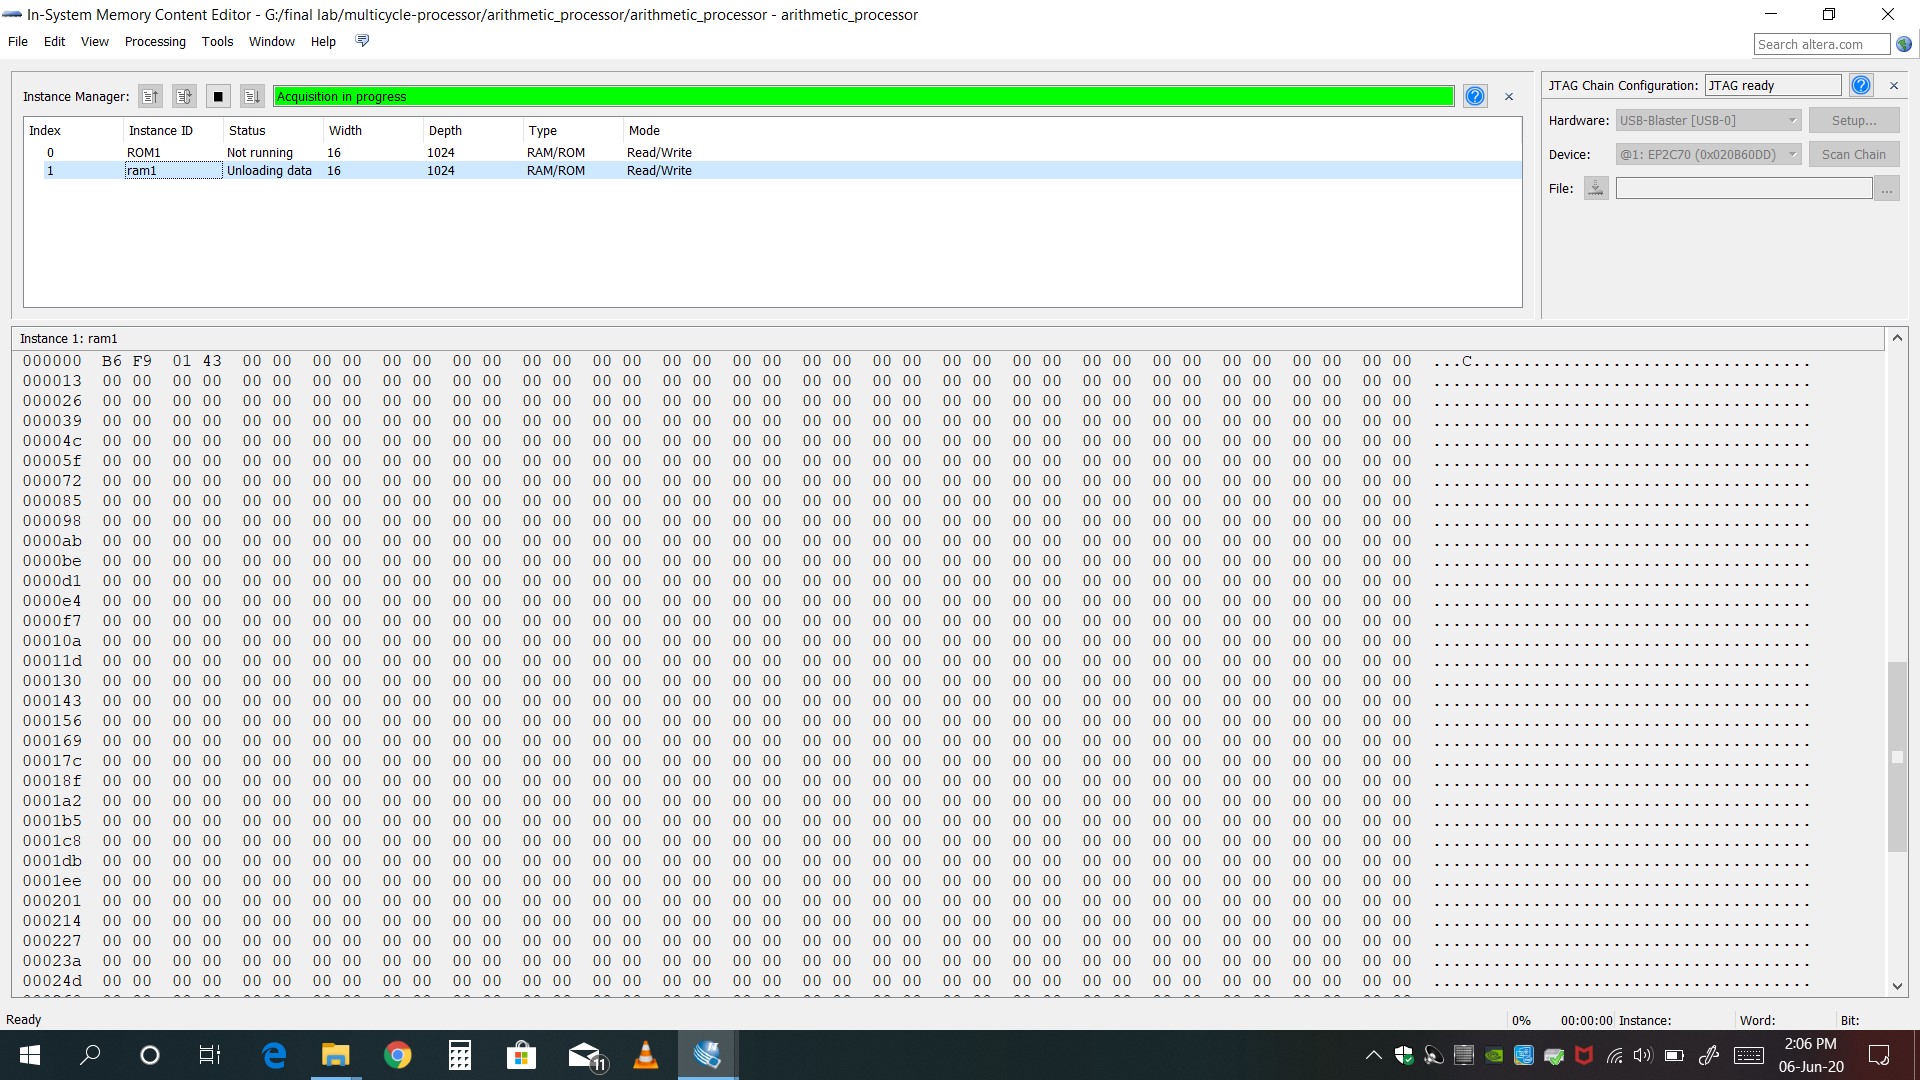 In-System Memory Content Editor - G:/final lab/multicycle-processor/arithmetic_processor/arithmetic_processor - arithmetic_processor
File Edit View Processing Tools Window Help
Search altera.com
Instance Manager: Acquisition in progress
JTAG Chain Configuration: JTAG ready
Index Instance ID Status Width Depth Type Mode
0 ROM1 Not running 16 1024 RAM/ROM Read/Write
1 ram1 Unloading data 16 1024 RAM/ROM Read/Write
Hardware: USB-Blaster [USB-0] Setup...
Device: @1: EP2C70 (0x020B60DD) Scan Chain
File: ...
Instance 1: ram1
000000 B6 F9 01 43 00 00 00 00 00 00 00 00 00 00 00 00 00 00 00 00 00 00 00 00 00 00 00 00 00 00 00 00 00 00 00 00 00 00 ...C..................................
000013 00 00 00 00 00 00 00 00 00 00 00 00 00 00 00 00 00 00 00 00 00 00 00 00 00 00 00 00 00 00 00 00 00 00 00 00 00 00 ......................................
000026 00 00 00 00 00 00 00 00 00 00 00 00 00 00 00 00 00 00 00 00 00 00 00 00 00 00 00 00 00 00 00 00 00 00 00 00 00 00 ......................................
000039 00 00 00 00 00 00 00 00 00 00 00 00 00 00 00 00 00 00 00 00 00 00 00 00 00 00 00 00 00 00 00 00 00 00 00 00 00 00 ......................................
00004c 00 00 00 00 00 00 00 00 00 00 00 00 00 00 00 00 00 00 00 00 00 00 00 00 00 00 00 00 00 00 00 00 00 00 00 00 00 00 ......................................
00005f 00 00 00 00 00 00 00 00 00 00 00 00 00 00 00 00 00 00 00 00 00 00 00 00 00 00 00 00 00 00 00 00 00 00 00 00 00 00 ......................................
000072 00 00 00 00 00 00 00 00 00 00 00 00 00 00 00 00 00 00 00 00 00 00 00 00 00 00 00 00 00 00 00 00 00 00 00 00 00 00 ......................................
000085 00 00 00 00 00 00 00 00 00 00 00 00 00 00 00 00 00 00 00 00 00 00 00 00 00 00 00 00 00 00 00 00 00 00 00 00 00 00 ......................................
000098 00 00 00 00 00 00 00 00 00 00 00 00 00 00 00 00 00 00 00 00 00 00 00 00 00 00 00 00 00 00 00 00 00 00 00 00 00 00 ......................................
0000ab 00 00 00 00 00 00 00 00 00 00 00 00 00 00 00 00 00 00 00 00 00 00 00 00 00 00 00 00 00 00 00 00 00 00 00 00 00 00 ......................................
0000be 00 00 00 00 00 00 00 00 00 00 00 00 00 00 00 00 00 00 00 00 00 00 00 00 00 00 00 00 00 00 00 00 00 00 00 00 00 00 ......................................
0000d1 00 00 00 00 00 00 00 00 00 00 00 00 00 00 00 00 00 00 00 00 00 00 00 00 00 00 00 00 00 00 00 00 00 00 00 00 00 00 ......................................
0000e4 00 00 00 00 00 00 00 00 00 00 00 00 00 00 00 00 00 00 00 00 00 00 00 00 00 00 00 00 00 00 00 00 00 00 00 00 00 00 ......................................
0000f7 00 00 00 00 00 00 00 00 00 00 00 00 00 00 00 00 00 00 00 00 00 00 00 00 00 00 00 00 00 00 00 00 00 00 00 00 00 00 ......................................
00010a 00 00 00 00 00 00 00 00 00 00 00 00 00 00 00 00 00 00 00 00 00 00 00 00 00 00 00 00 00 00 00 00 00 00 00 00 00 00 ......................................
00011d 00 00 00 00 00 00 00 00 00 00 00 00 00 00 00 00 00 00 00 00 00 00 00 00 00 00 00 00 00 00 00 00 00 00 00 00 00 00 ......................................
000130 00 00 00 00 00 00 00 00 00 00 00 00 00 00 00 00 00 00 00 00 00 00 00 00 00 00 00 00 00 00 00 00 00 00 00 00 00 00 ......................................
000143 00 00 00 00 00 00 00 00 00 00 00 00 00 00 00 00 00 00 00 00 00 00 00 00 00 00 00 00 00 00 00 00 00 00 00 00 00 00 ......................................
000156 00 00 00 00 00 00 00 00 00 00 00 00 00 00 00 00 00 00 00 00 00 00 00 00 00 00 00 00 00 00 00 00 00 00 00 00 00 00 ......................................
000169 00 00 00 00 00 00 00 00 00 00 00 00 00 00 00 00 00 00 00 00 00 00 00 00 00 00 00 00 00 00 00 00 00 00 00 00 00 00 ......................................
00017c 00 00 00 00 00 00 00 00 00 00 00 00 00 00 00 00 00 00 00 00 00 00 00 00 00 00 00 00 00 00 00 00 00 00 00 00 00 00 ......................................
00018f 00 00 00 00 00 00 00 00 00 00 00 00 00 00 00 00 00 00 00 00 00 00 00 00 00 00 00 00 00 00 00 00 00 00 00 00 00 00 ......................................
0001a2 00 00 00 00 00 00 00 00 00 00 00 00 00 00 00 00 00 00 00 00 00 00 00 00 00 00 00 00 00 00 00 00 00 00 00 00 00 00 ......................................
0001b5 00 00 00 00 00 00 00 00 00 00 00 00 00 00 00 00 00 00 00 00 00 00 00 00 00 00 00 00 00 00 00 00 00 00 00 00 00 00 ......................................
0001c8 00 00 00 00 00 00 00 00 00 00 00 00 00 00 00 00 00 00 00 00 00 00 00 00 00 00 00 00 00 00 00 00 00 00 00 00 00 00 ......................................
0001db 00 00 00 00 00 00 00 00 00 00 00 00 00 00 00 00 00 00 00 00 00 00 00 00 00 00 00 00 00 00 00 00 00 00 00 00 00 00 ......................................
0001ee 00 00 00 00 00 00 00 00 00 00 00 00 00 00 00 00 00 00 00 00 00 00 00 00 00 00 00 00 00 00 00 00 00 00 00 00 00 00 ......................................
000201 00 00 00 00 00 00 00 00 00 00 00 00 00 00 00 00 00 00 00 00 00 00 00 00 00 00 00 00 00 00 00 00 00 00 00 00 00 00 ......................................
000214 00 00 00 00 00 00 00 00 00 00 00 00 00 00 00 00 00 00 00 00 00 00 00 00 00 00 00 00 00 00 00 00 00 00 00 00 00 00 ......................................
000227 00 00 00 00 00 00 00 00 00 00 00 00 00 00 00 00 00 00 00 00 00 00 00 00 00 00 00 00 00 00 00 00 00 00 00 00 00 00 ......................................
00023a 00 00 00 00 00 00 00 00 00 00 00 00 00 00 00 00 00 00 00 00 00 00 00 00 00 00 00 00 00 00 00 00 00 00 00 00 00 00 ......................................
00024d 00 00 00 00 00 00 00 00 00 00 00 00 00 00 00 00 00 00 00 00 00 00 00 00 00 00 00 00 00 00 00 00 00 00 00 00 00 00 ......................................
Ready 0% 00:00:00 Instance: Word: Bit:
11
2:06 PM
06-Jun-20